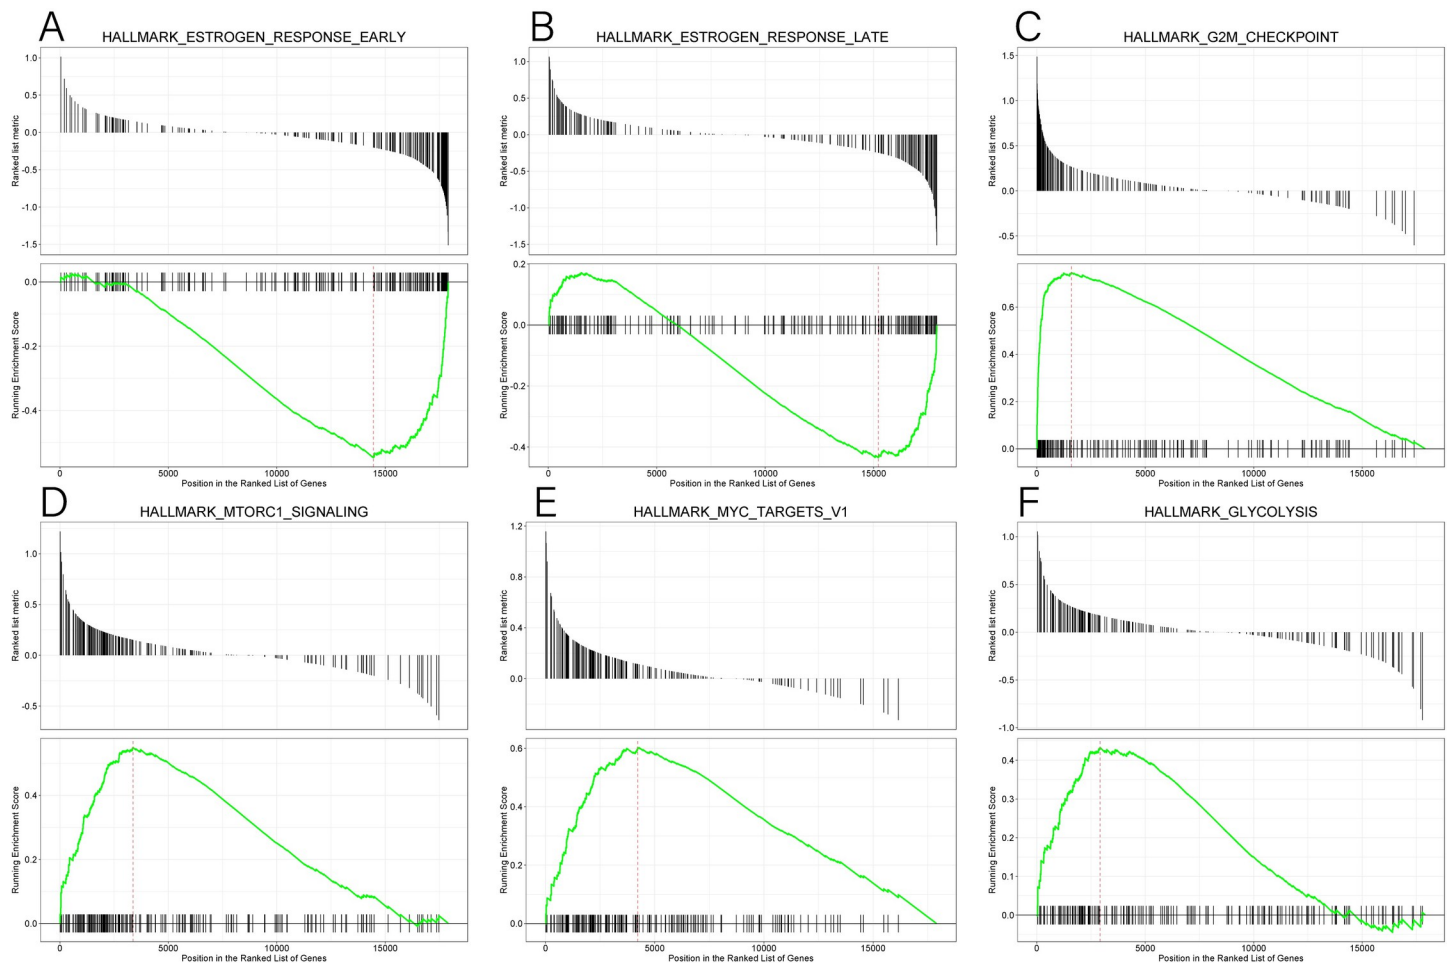 A
HALLMARK_ESTROGEN_RESPONSE_EARLY
Ranked list metric
1.0
0.5
0.0
-0.5
-1.0
-1.5
Running Enrichment Score
0.0
-0.2
-0.4
0 5000 10000 15000
Position in the Ranked List of Genes
B
HALLMARK_ESTROGEN_RESPONSE_LATE
Ranked list metric
1.0
0.5
0.0
-0.5
-1.0
-1.5
Running Enrichment Score
0.2
0.0
-0.2
-0.4
0 5000 10000 15000
Position in the Ranked List of Genes
C
HALLMARK_G2M_CHECKPOINT
Ranked list metric
1.5
1.0
0.5
0.0
-0.5
Running Enrichment Score
0.6
0.4
0.2
0.0
0 5000 10000 15000
Position in the Ranked List of Genes
D
HALLMARK_MTORC1_SIGNALING
Ranked list metric
1.0
0.5
0.0
-0.5
Running Enrichment Score
0.4
0.2
0.0
0 5000 10000 15000
Position in the Ranked List of Genes
E
HALLMARK_MYC_TARGETS_V1
Ranked list metric
1.2
0.8
0.4
0.0
Running Enrichment Score
0.6
0.4
0.2
0.0
0 5000 10000 15000
Position in the Ranked List of Genes
F
HALLMARK_GLYCOLYSIS
Ranked list metric
1.0
0.5
0.0
-0.5
-1.0
Running Enrichment Score
0.4
0.3
0.2
0.1
0.0
0 5000 10000 15000
Position in the Ranked List of Genes